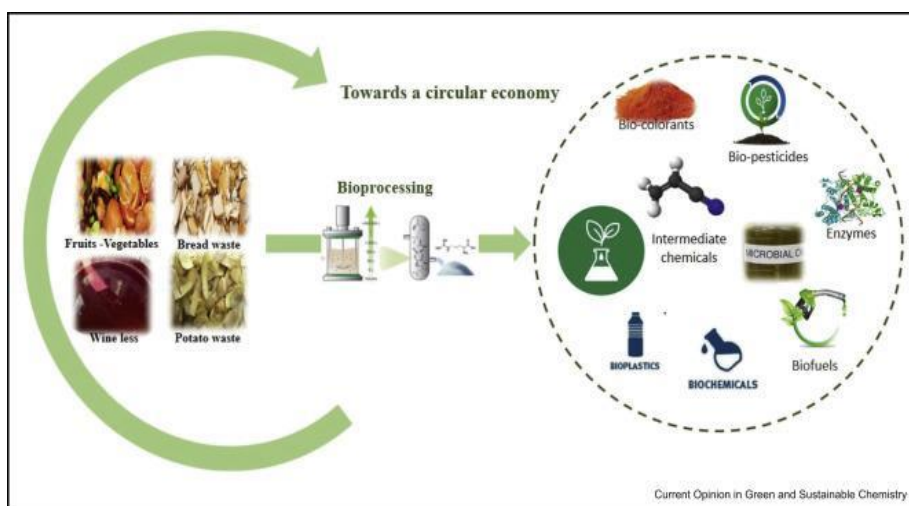 Towards a circular economy
Fruits -Vegetables
Bread waste
Wine less
Potato waste
Bioprocessing
Bio-colorants
Bio-pesticides
Intermediate
chemicals
Enzymes
MICROBIAL
BIOPLASTICS
BIOCHEMICALS
Biofuels
Current Opinion in Green and Sustainable Chemistry